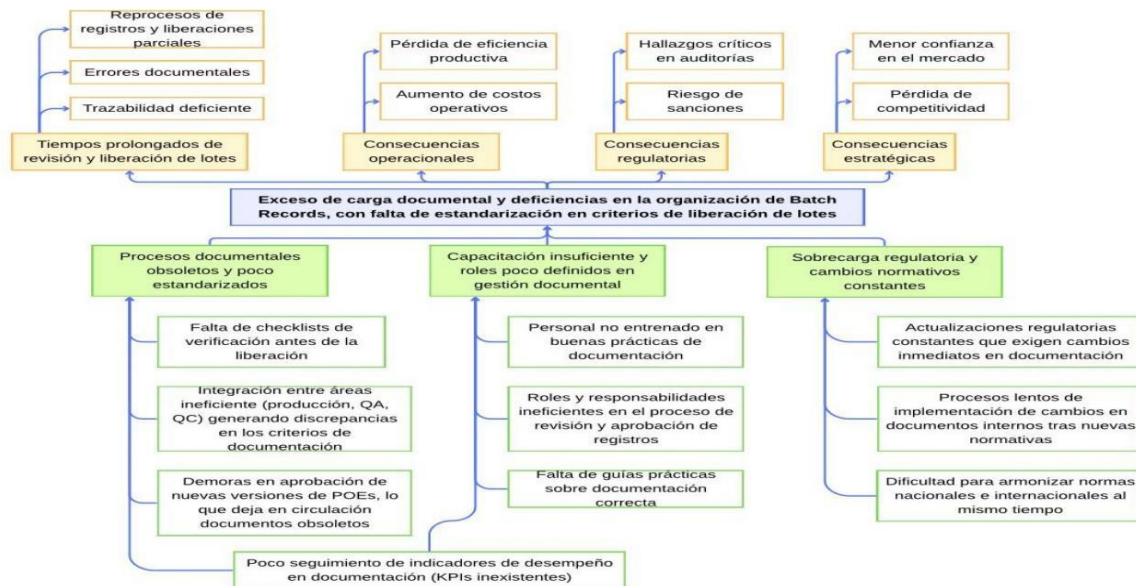 Reprocesos de
registros y liberaciones
parciales
Errores documentales
Trazabilidad deficiente
Tiempos prolongados de
revisión y liberación de lotes
Pérdida de eficiencia
productiva
Aumento de costos
operativos
Consecuencias
operacionales
Hallazgos críticos
en auditorías
Riesgo de
sanciones
Consecuencias
regulatorias
Menor confianza
en el mercado
Pérdida de
competitividad
Consecuencias
estratégicas
Exceso de carga documental y deficiencias en la organización de Batch
Records, con falta de estandarización en criterios de liberación de lotes
Procesos documentales
obsoletos y poco
estandarizados
Falta de checklists de
verificación antes de la
liberación
Integración entre áreas
ineficiente (producción, QA,
QC) generando discrepancias
en los criterios de
documentación
Demoras en aprobación de
nuevas versiones de POEs, lo
que deja en circulación
documentos obsoletos
Capacitación insuficiente y
roles poco definidos en
gestión documental
Personal no entrenado en
buenas prácticas de
documentación
Roles y responsabilidades
ineficientes en el proceso de
revisión y aprobación de
registros
Falta de guías prácticas
sobre documentación
correcta
Poco seguimiento de indicadores de desempeño
en documentación (KPIs inexistentes)
Sobrecarga regulatoria y
cambios normativos
constantes
Actualizaciones regulatorias
constantes que exigen cambios
inmediatos en documentación
Procesos lentos de
implementación de cambios en
documentos internos tras nuevas
normativas
Dificultad para armonizar normas
nacionales e internacionales al
mismo tiempo